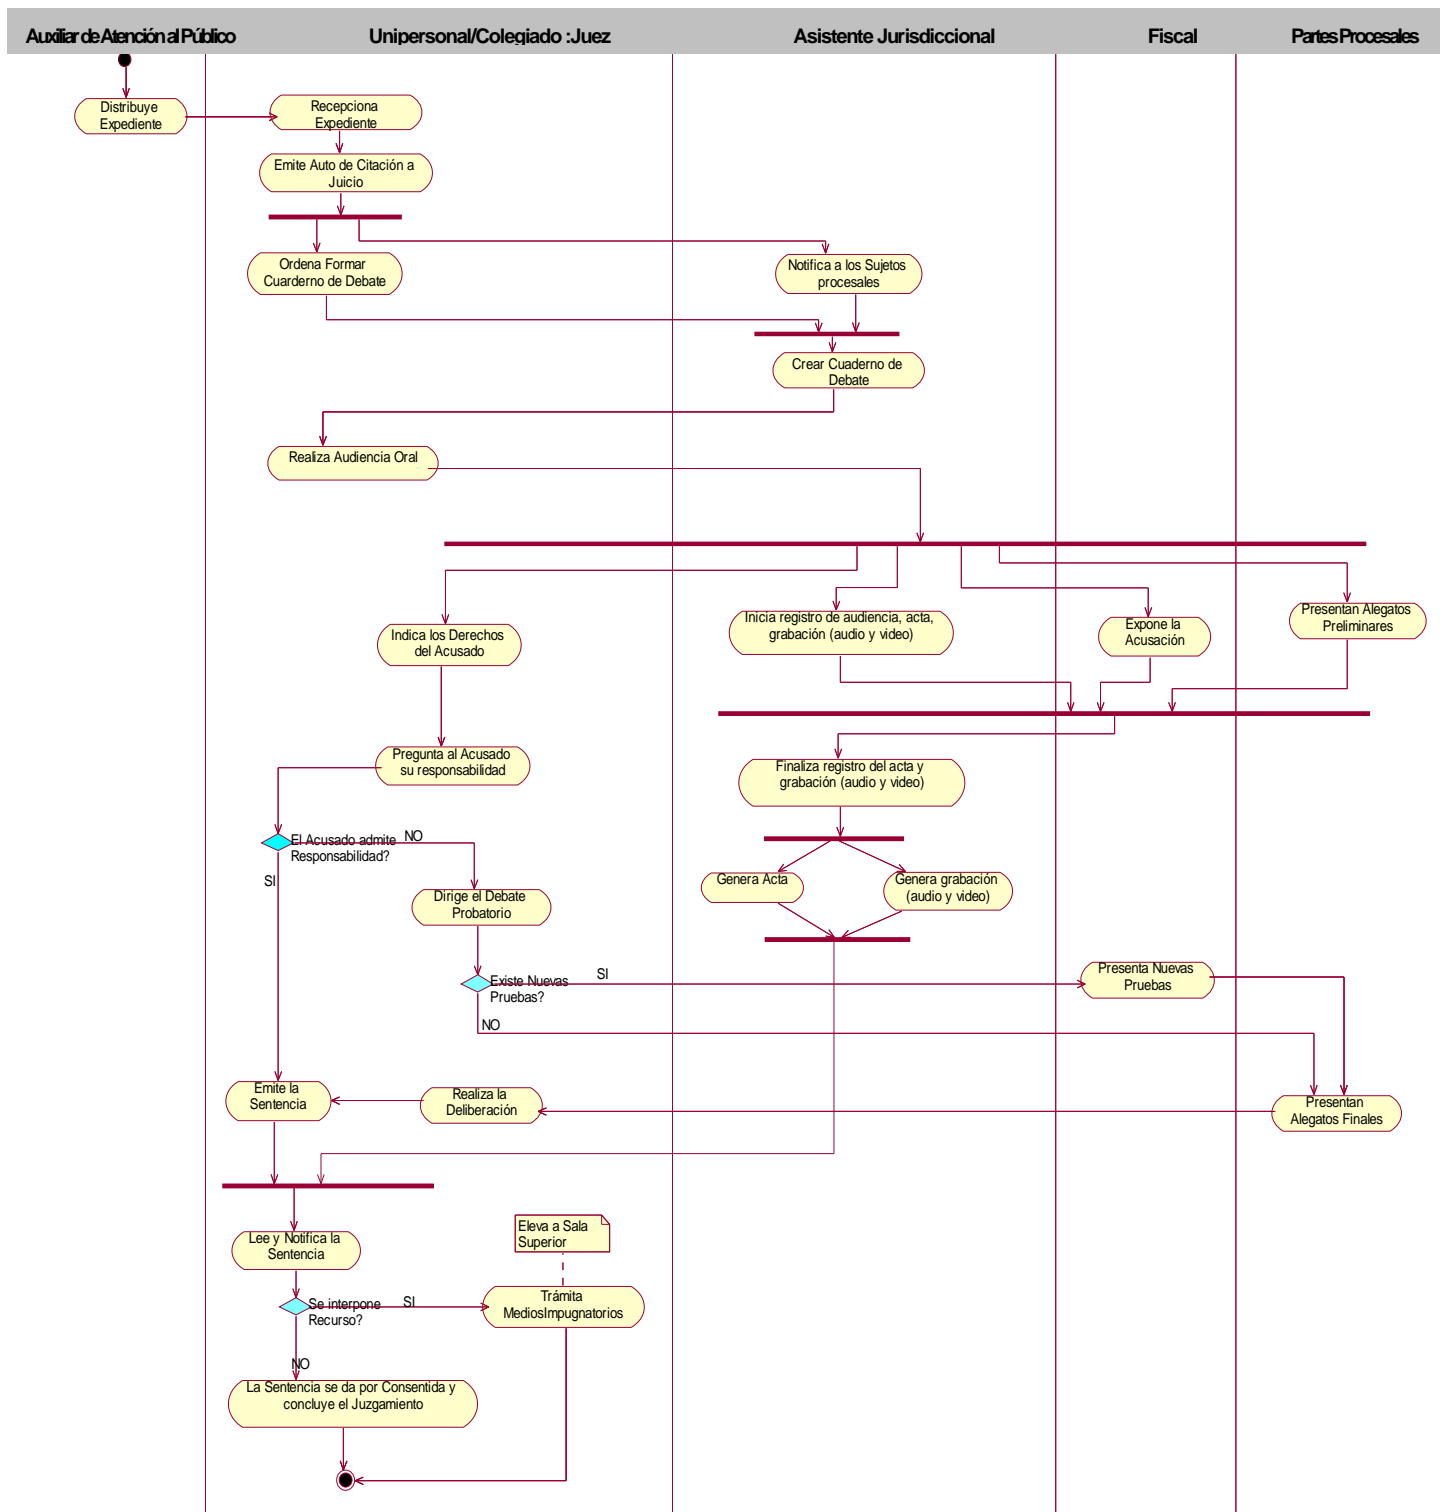 Auxiliar de Atención al Público
Unipersonal/Colegiado :Juez
Asistente Jurisdiccional
Fiscal
Partes Procesales
Distribuye
Expediente
Recepciona
Expediente
Emite Auto de Citación a
Juicio
Ordena Formar
Cuarderno de Debate
Notifica a los Sujetos
procesales
Crear Cuaderno de
Debate
Realiza Audiencia Oral
Indica los Derechos
del Acusado
Inicia registro de audiencia, acta,
grabación (audio y video)
Expone la
Acusación
Presentan Alegatos
Preliminares
Pregunta al Acusado
su responsabilidad
Finaliza registro del acta y
grabación (audio y video)
El Acusado admite
Responsabilidad?
NO
SI
Genera Acta
Genera grabación
(audio y video)
Dirige el Debate
Probatorio
Existe Nuevas
Pruebas?
SI
NO
Presenta Nuevas
Pruebas
Emite la
Sentencia
Realiza la
Deliberación
Presentan
Alegatos Finales
Lee y Notifica la
Sentencia
Eleva a Sala
Superior
Se interpone
Recurso?
SI
Trámita
MediosImpugnatorios
NO
La Sentencia se da por Consentida y
concluye el Juzgamiento